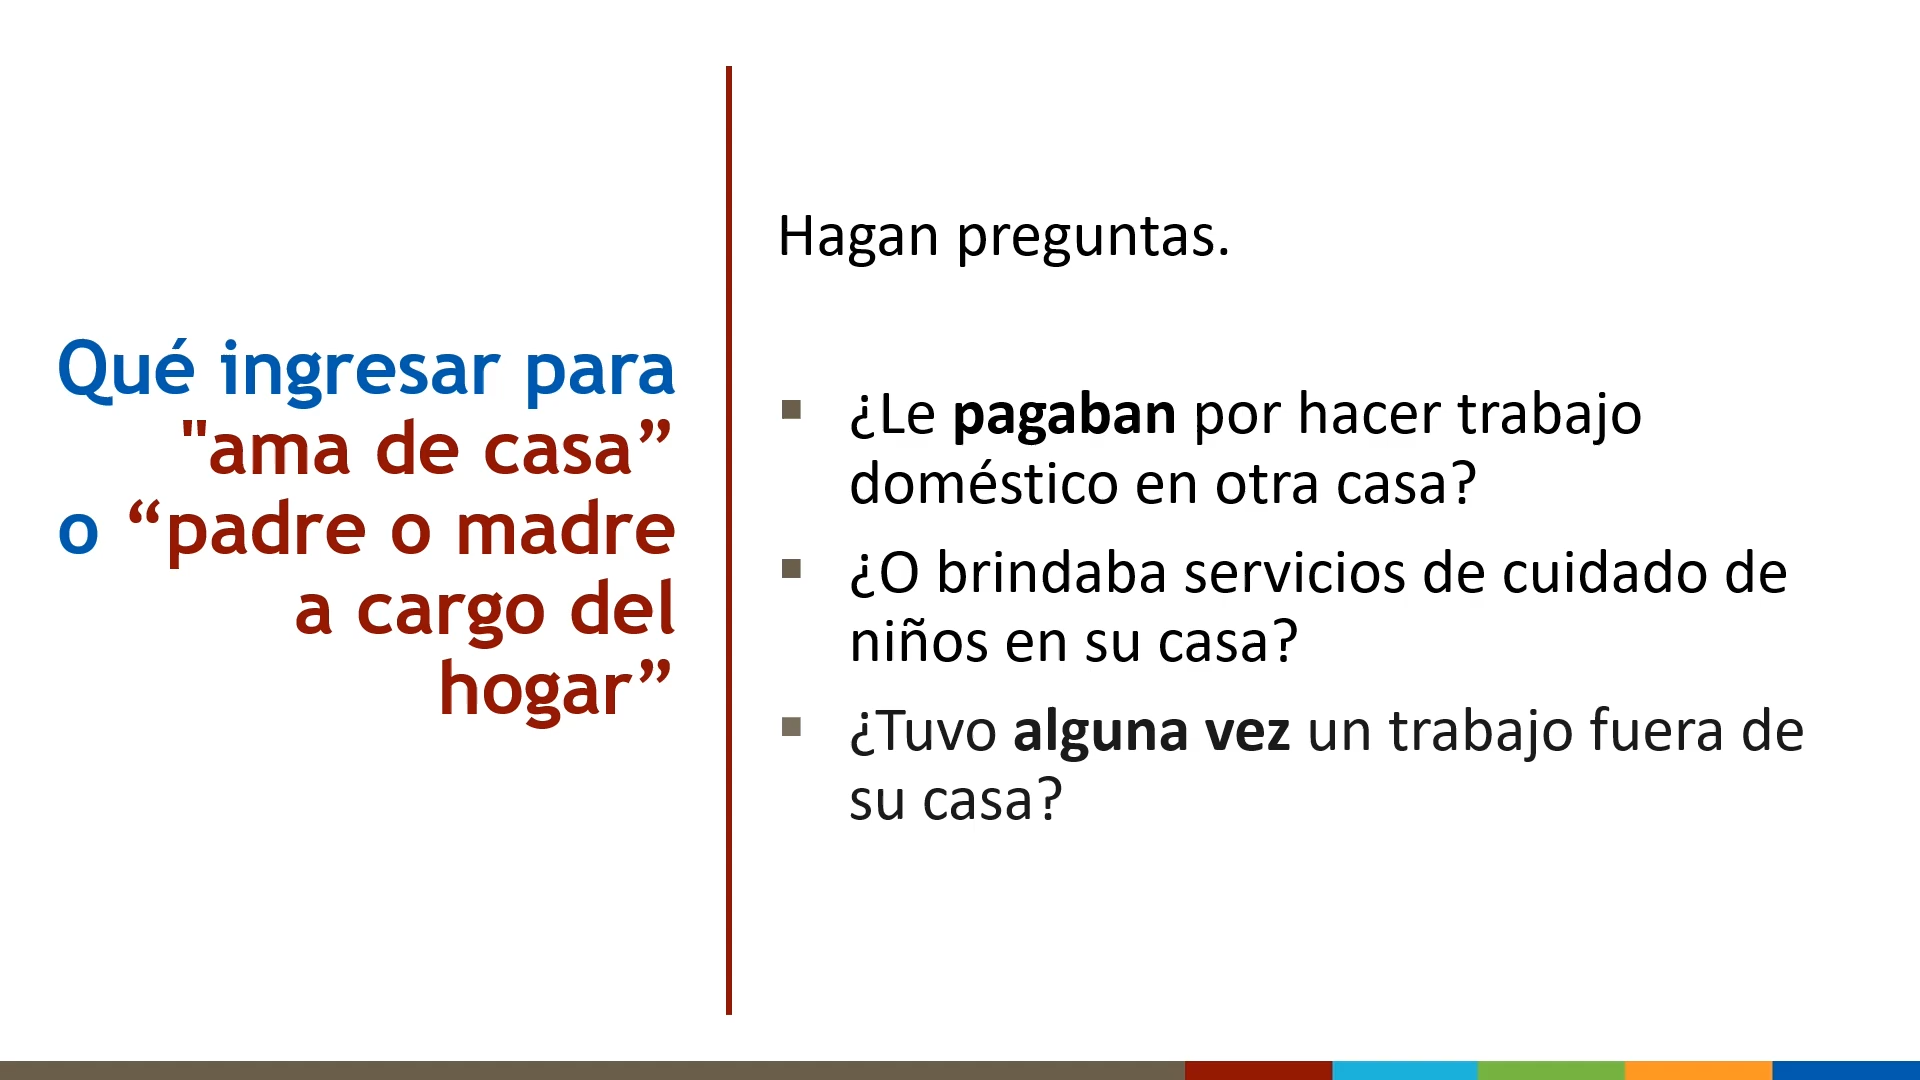 Qué ingresar para
"ama de casa”
o “padre o madre
a cargo del
hogar”
Hagan preguntas.
¿Le pagaban por hacer trabajo
doméstico en otra casa?
¿O brindaba servicios de cuidado de
niños en su casa?
¿Tuvo alguna vez un trabajo fuera de
su casa?